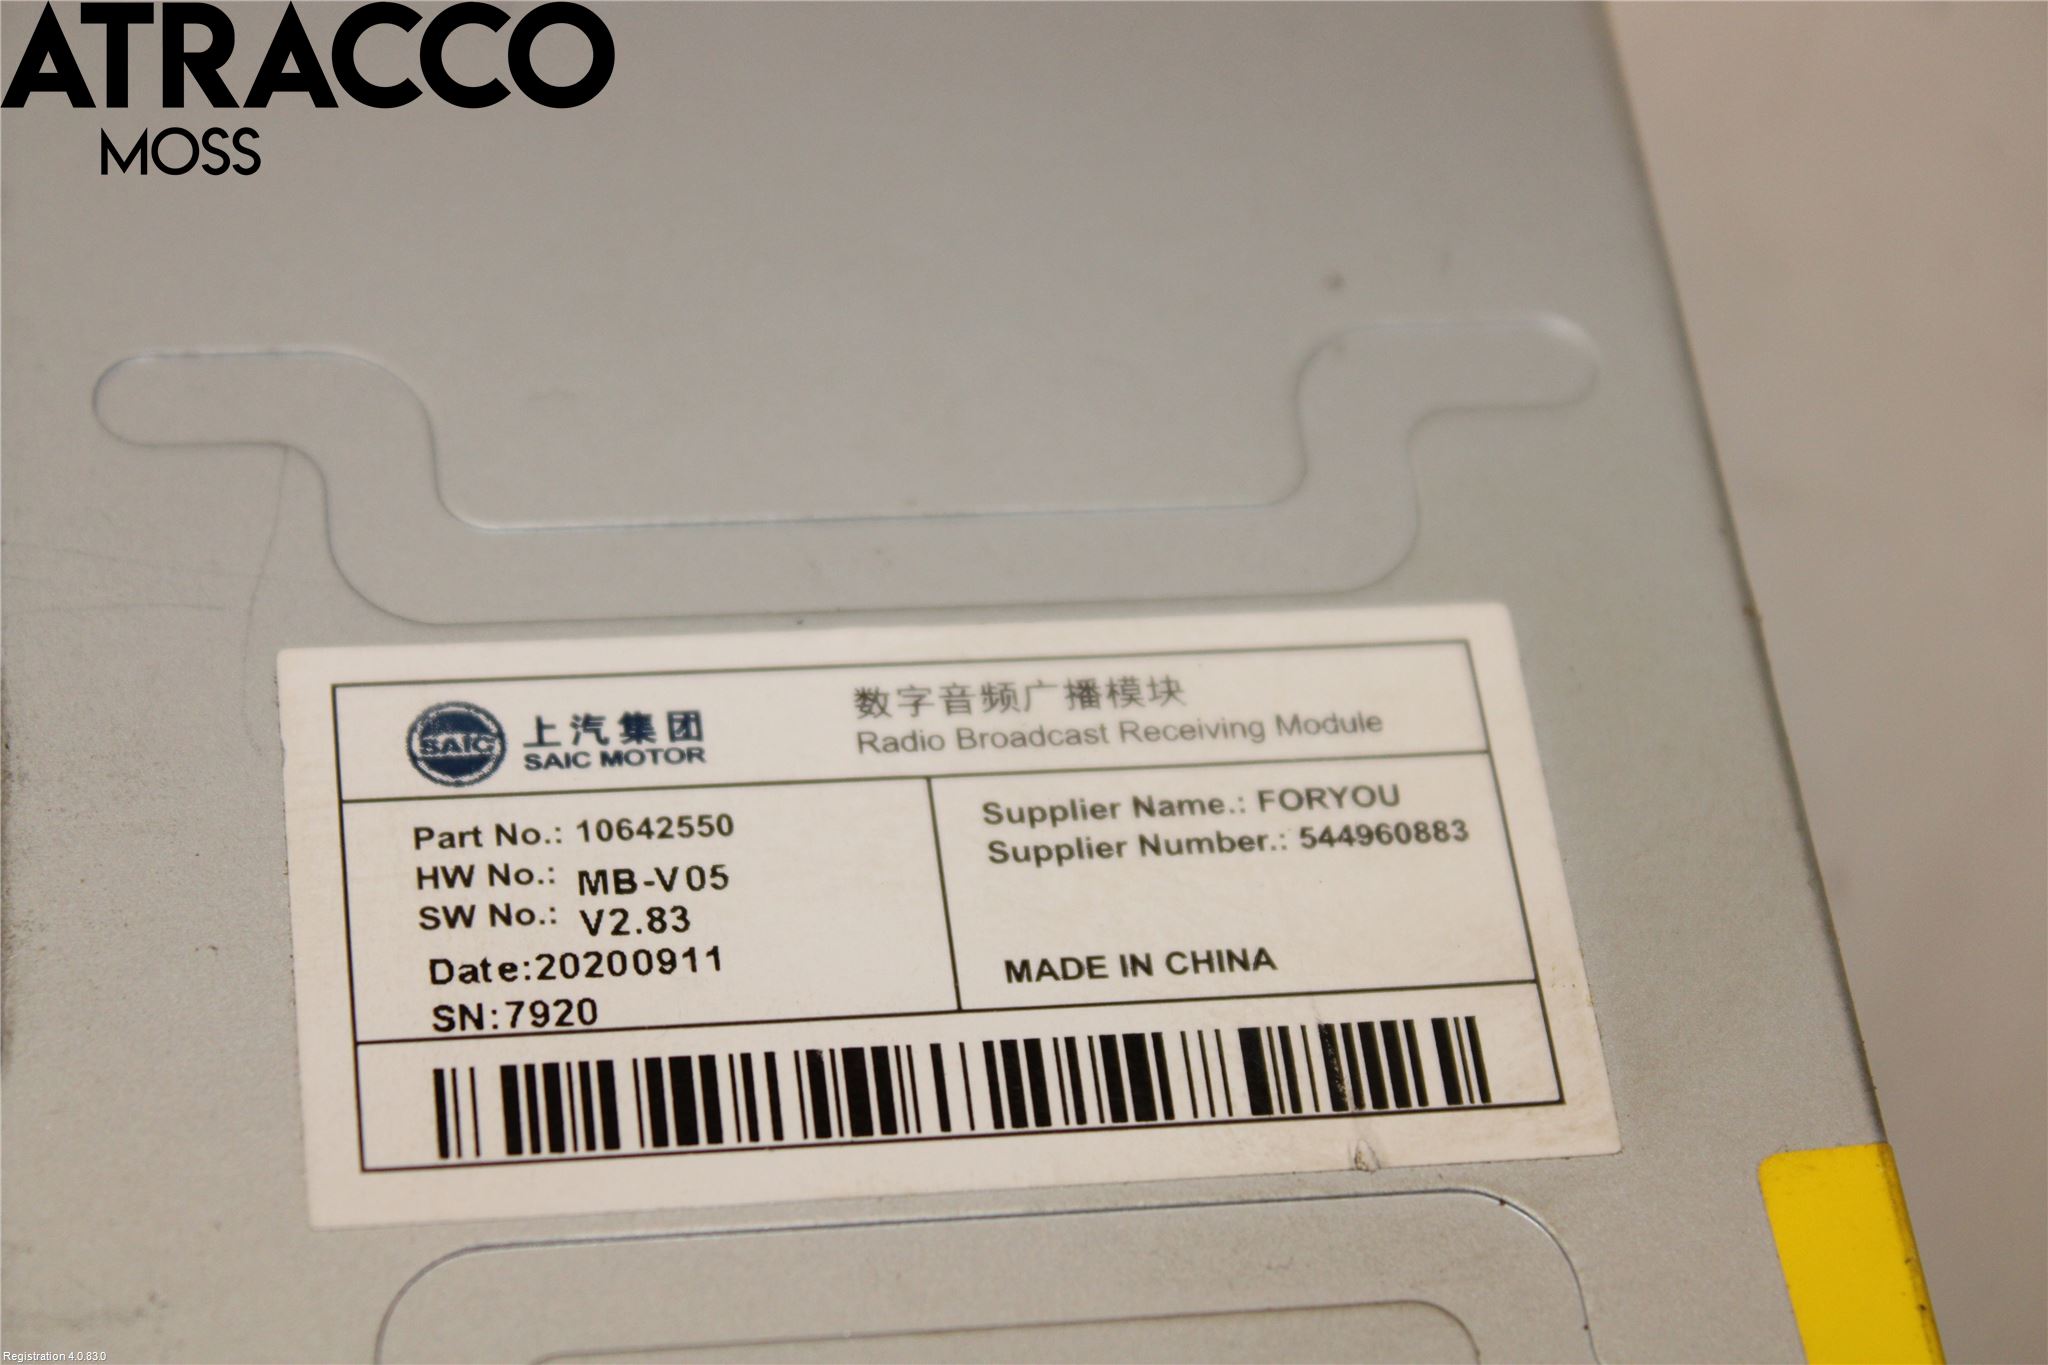 ATRACCO
MOSS
SAIC
上汽集团
SAIC MOTOR
数字音频广播模块
Radio Broadcast Receiving Module
Part No.: 10642550
HW No.: MB-V05
SW No.: V2.83
Date:20200911
SN:7920
Supplier Name.: FORYOU
Supplier Number.: 544960883
MADE IN CHINA
Registration 4.0.83.0